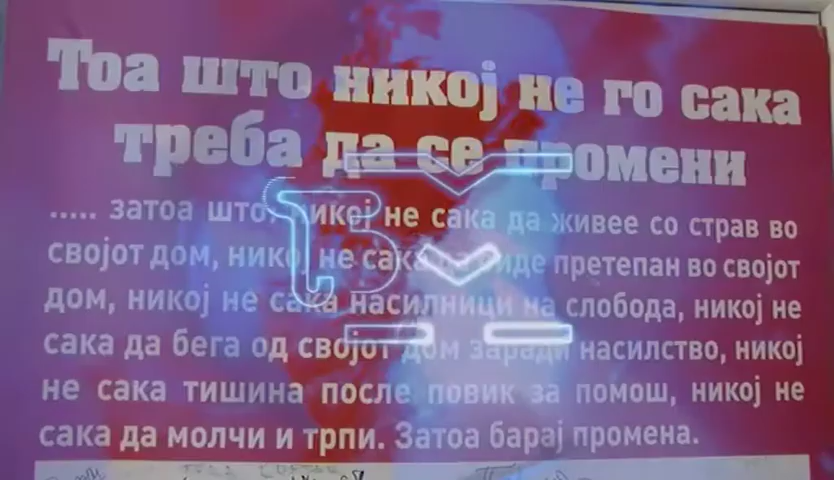 Тоа што никој не го сака
треба да се промени
..... затоа што, никој не сака да живее со страв во
својот дом, никој не сака да биде претепан во својот
дом, никој не сака насилници на слобода, никој не
сака да бега од својот дом заради насилство, никој
не сака тишина после повик за помош, никој не
сака да молчи и трпи. Затоа барај промена.